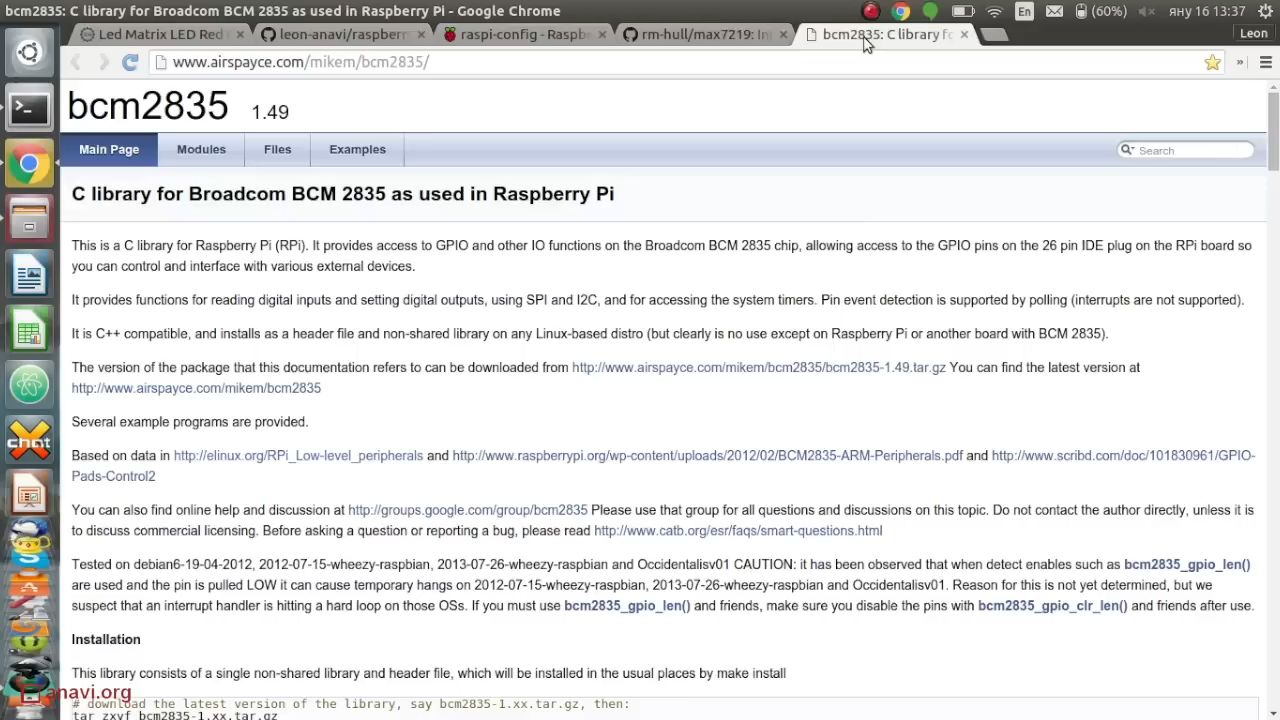 bcm2835: C library for Broadcom BCM 2835 as used in Raspberry Pi - Google Chrome
En
(60%)
яну 16 13:37
Led Matrix LED Red
leon-anavi/raspberr
raspi-config - Raspb
rm-hull/max7219: In
bcm2835: C library fo
Leon
www.airspayce.com/mikem/bcm2835/
»
bcm2835 1.49
Main Page
Modules
Files
Examples
Search
C library for Broadcom BCM 2835 as used in Raspberry Pi
This is a C library for Raspberry Pi (RPi). It provides access to GPIO and other IO functions on the Broadcom BCM 2835 chip, allowing access to the GPIO pins on the 26 pin IDE plug on the RPi board so
you can control and interface with various external devices.
It provides functions for reading digital inputs and setting digital outputs, using SPI and I2C, and for accessing the system timers. Pin event detection is supported by polling (interrupts are not supported).
It is C++ compatible, and installs as a header file and non-shared library on any Linux-based distro (but clearly is no use except on Raspberry Pi or another board with BCM 2835).
The version of the package that this documentation refers to can be downloaded from http://www.airspayce.com/mikem/bcm2835/bcm2835-1.49.tar.gz You can find the latest version at
http://www.airspayce.com/mikem/bcm2835
Several example programs are provided.
Based on data in http://elinux.org/RPi_Low-level_peripherals and http://www.raspberrypi.org/wp-content/uploads/2012/02/BCM2835-ARM-Peripherals.pdf and http://www.scribd.com/doc/101830961/GPIO-
Pads-Control2
You can also find online help and discussion at http://groups.google.com/group/bcm2835 Please use that group for all questions and discussions on this topic. Do not contact the author directly, unless it is
to discuss commercial licensing. Before asking a question or reporting a bug, please read http://www.catb.org/esr/faqs/smart-questions.html
Tested on debian6-19-04-2012, 2012-07-15-wheezy-raspbian, 2013-07-26-wheezy-raspbian and Occidentalisv01 CAUTION: it has been observed that when detect enables such as bcm2835_gpio_len()
are used and the pin is pulled LOW it can cause temporary hangs on 2012-07-15-wheezy-raspbian, 2013-07-26-wheezy-raspbian and Occidentalisv01. Reason for this is not yet determined, but we
suspect that an interrupt handler is hitting a hard loop on those OSs. If you must use bcm2835_gpio_len() and friends, make sure you disable the pins with bcm2835_gpio_clr_len() and friends after use.
Installation
This library consists of a single non-shared library and header file, which will be installed in the usual places by make install
# download the latest version of the library, say bcm2835-1.xx.tar.gz, then:
tar zxvf bcm2835-1.xx.tar.gz
chat
anavi.org